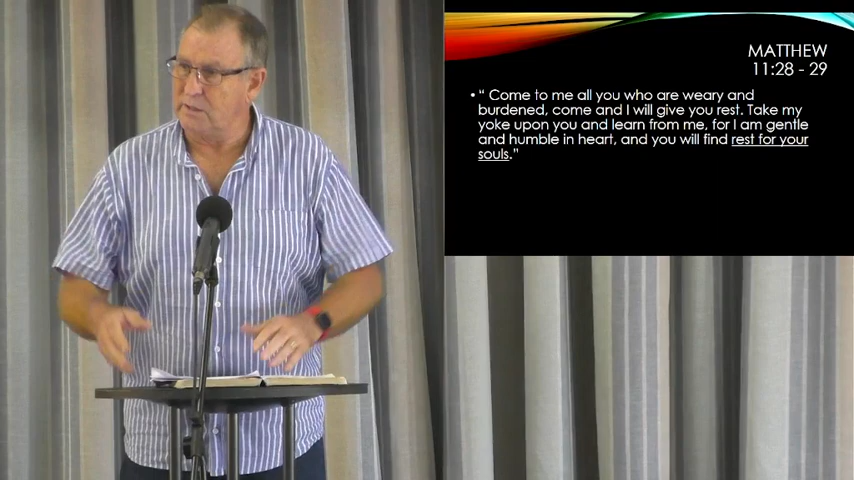 MATTHEW
11:28 - 29
• “ Come to me all you who are weary and
burdened, come and I will give you rest. Take my
yoke upon you and learn from me, for I am gentle
and humble in heart, and you will find rest for your
souls.”